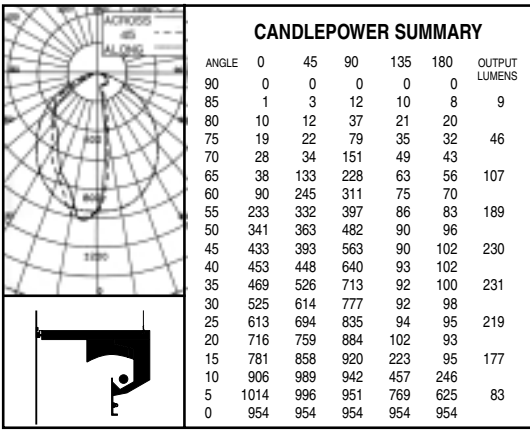 ACROSS
45
ALONG
CANDLEPOWER SUMMARY
ANGLE 0 45 90 135 180 OUTPUT LUMENS
90 0 0 0 0 0
85 1 3 12 10 8 9
80 10 12 37 21 20
75 19 22 79 35 32 46
70 28 34 151 49 43
65 38 133 228 63 56 107
60 90 245 311 75 70
55 233 332 397 86 83 189
50 341 363 482 90 96
45 433 393 563 90 102 230
40 453 448 640 93 102
35 469 526 713 92 100 231
30 525 614 777 92 98
25 613 694 835 94 95 219
20 716 759 884 102 93
15 781 858 920 223 95 177
10 906 989 942 457 246
5 1014 996 951 769 625 83
0 954 954 954 954 954